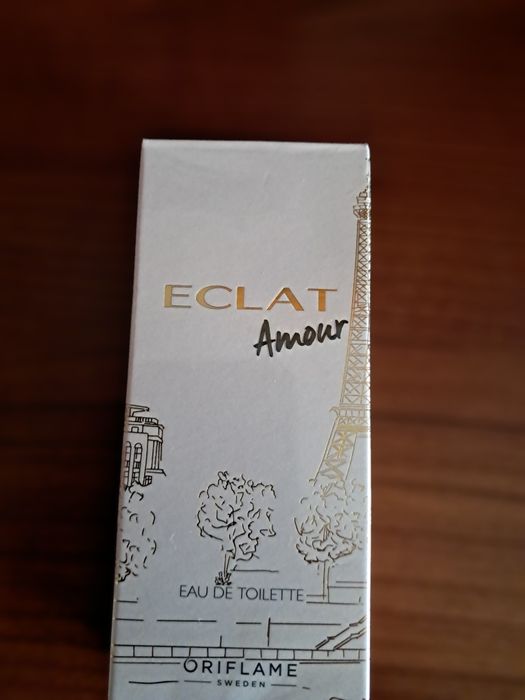 ECLAT
Amour
EAU DE TOILETTE
ORIFLAME
SWEDEN